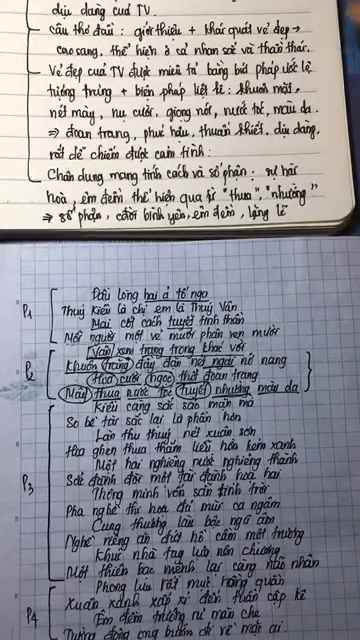 dịu dàng của TV.
- Câu thơ đầu: giới thiệu + khái quát vẻ đẹp →
cao sang, thể hiện ở cả nhan sắc và thần thái.
- Vẻ đẹp của TV được miêu tả bằng bút pháp ước lệ
tượng trưng + biện pháp liệt kê: khuôn mặt,
nét mày, nụ cười, giọng nói, nước tóc, màu da.
⇒ đoan trang, phúc hậu, thuần khiết, dịu dàng,
rất dễ chiếm được cảm tình.
- Chân dung mang tính cách và số phận: sự hài
hoà, êm đềm thể hiện qua từ "thua", "nhường"
⇒ số phận, cuộc đời bình yên, êm đềm, lặng lẽ
Đầu lòng hai ả tố nga
P1
Thuý Kiều là chị em là Thuý Vân
Mai cốt cách tuyết tinh thần
Mỗi người một vẻ mười phân vẹn mười
Vân xem trang trọng khác vời
Khuôn trăng đầy đặn nét ngài nở nang
Hoa cười ngọc thốt đoan trang
Mây thua nước tóc tuyết nhường màu da
Kiều càng sắc sảo mặn mà
So bề tài sắc lại là phần hơn
Làn thu thuỷ nét xuân sơn
Hoa ghen thua thắm liễu hờn kém xanh
Một hai nghiêng nước nghiêng thành
P3
Sắc đành đòi một tài đành hoạ hai
Thông minh vốn sẵn tính trời
Pha nghề thi hoạ đủ mùi ca ngâm
Cung thương lầu bậc ngũ âm
Nghề riêng ăn đứt hồ cầm một trương
Khúc nhà tay lựa nên chương
Một thiên bạc mệnh lại càng não nhân
Phong lưu rất mực hồng quần
Xuân xanh xấp xỉ đến tuần cập kê
P4
Êm đềm trướng rủ màn che
Tường đông ong bướm đi về mặc ai